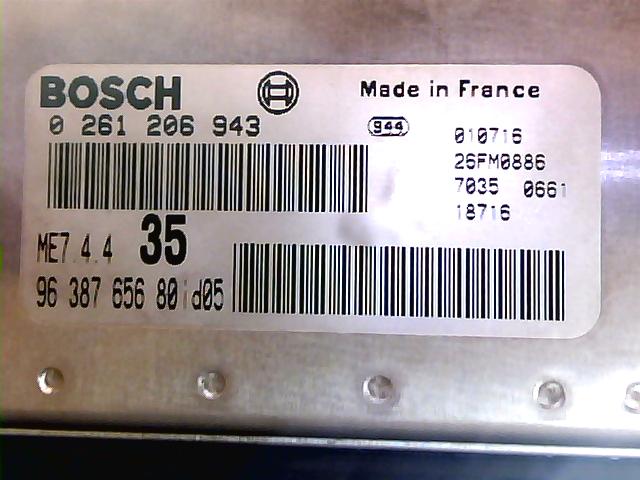 BOSCH
Made in France
0 261 206 943
944
010716
26FM0886
7035 0661
18716
ME7.4.4 35
96 387 656 80 id05